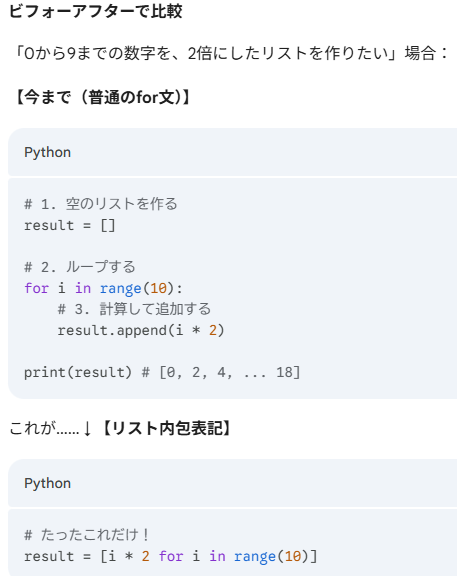 ビフォーアフターで比較
「0から9までの数字を、2倍にしたリストを作りたい」場合：
【今まで（普通のfor文）】
Python
# 1. 空のリストを作る
result = []
# 2. ループする
for i in range(10):
    # 3. 計算して追加する
    result.append(i * 2)
print(result) # [0, 2, 4, ... 18]
これが……↓【リスト内包表記】
Python
# たったこれだけ！
result = [i * 2 for i in range(10)]